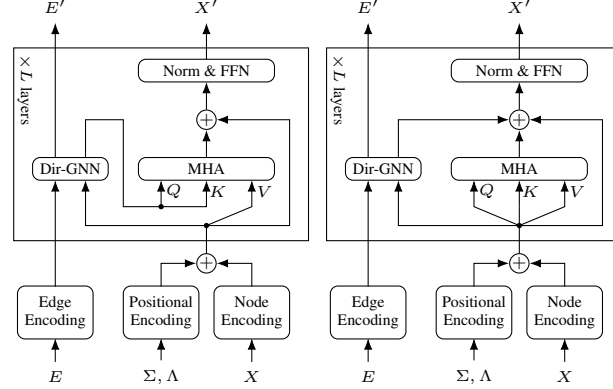 E′ X′
× L layers
Norm & FFN
+
Dir-GNN MHA
Q K V
+
Edge Encoding
Positional Encoding
Node Encoding
E Σ, Λ X
E′ X′
× L layers
Norm & FFN
+
Dir-GNN MHA
Q K V
+
Edge Encoding
Positional Encoding
Node Encoding
E Σ, Λ X